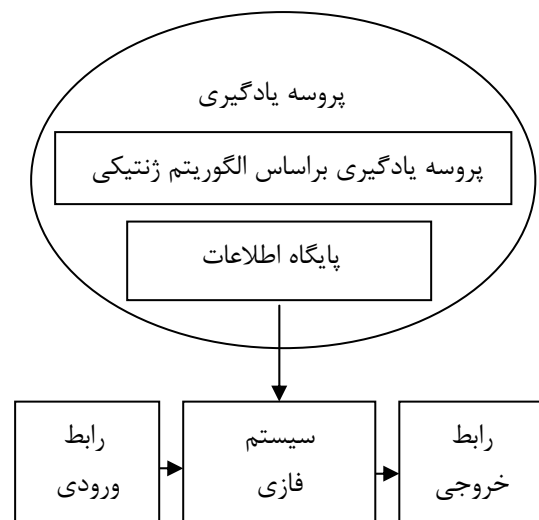 پروسه یادگیری
پروسه یادگیری براساس الگوریتم ژنتیکی
پایگاه اطلاعات
رابط
ورودی
سیستم
فازی
رابط
خروجی